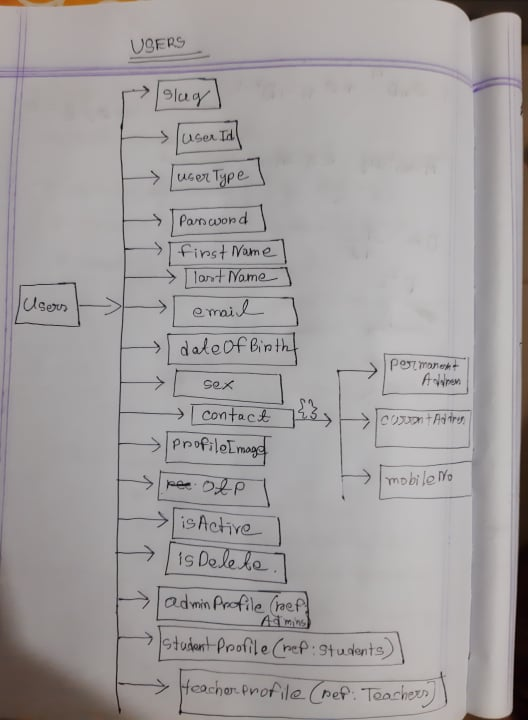 USERS
slug
userId
userType
Password
firstName
lastName
Users
email
dateOfBirth
sex
contact {}
permanent
Address
currentAddress
mobileNo
profileImage
OtP
isActive
isDelete.
adminProfile (ref:
Admins
studentProfile (ref: Students)
teacherProfile (ref: Teachers)